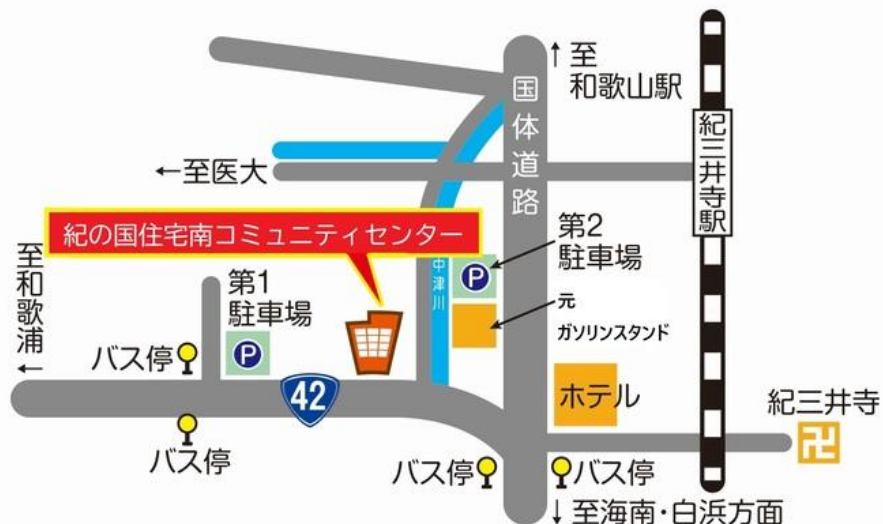 ↑至
和歌山駅
国体道路
紀三井寺駅
←至医大
紀の国住宅南コミュニティセンター
第2
駐車場
P
中津川
元
ガソリンスタンド
至和歌浦
←
第1
駐車場
P
バス停
42
ホテル
紀三井寺
卍
バス停
バス停
バス停
↓至海南・白浜方面